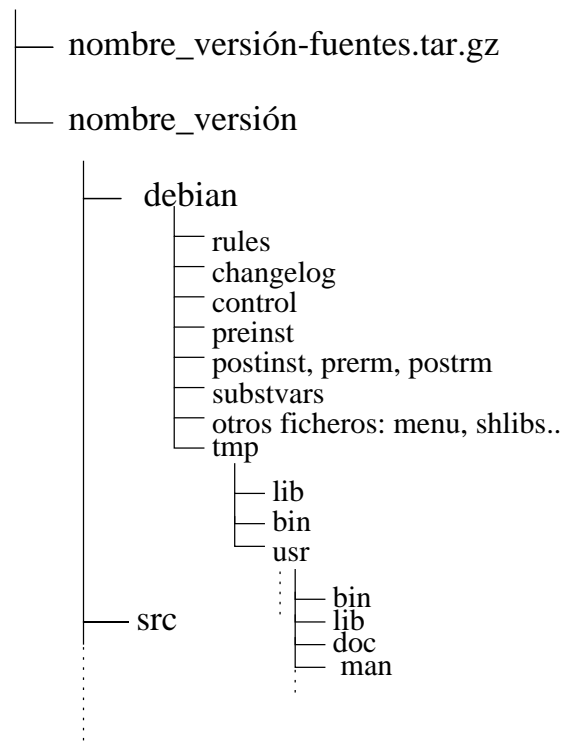 nombre_versión-fuentes.tar.gz
nombre_versión
debian
rules
changelog
control
preinst
postinst, prerm, postrm
substvars
otros ficheros: menu, shlibs..
tmp
lib
bin
usr
bin
lib
doc
man
src